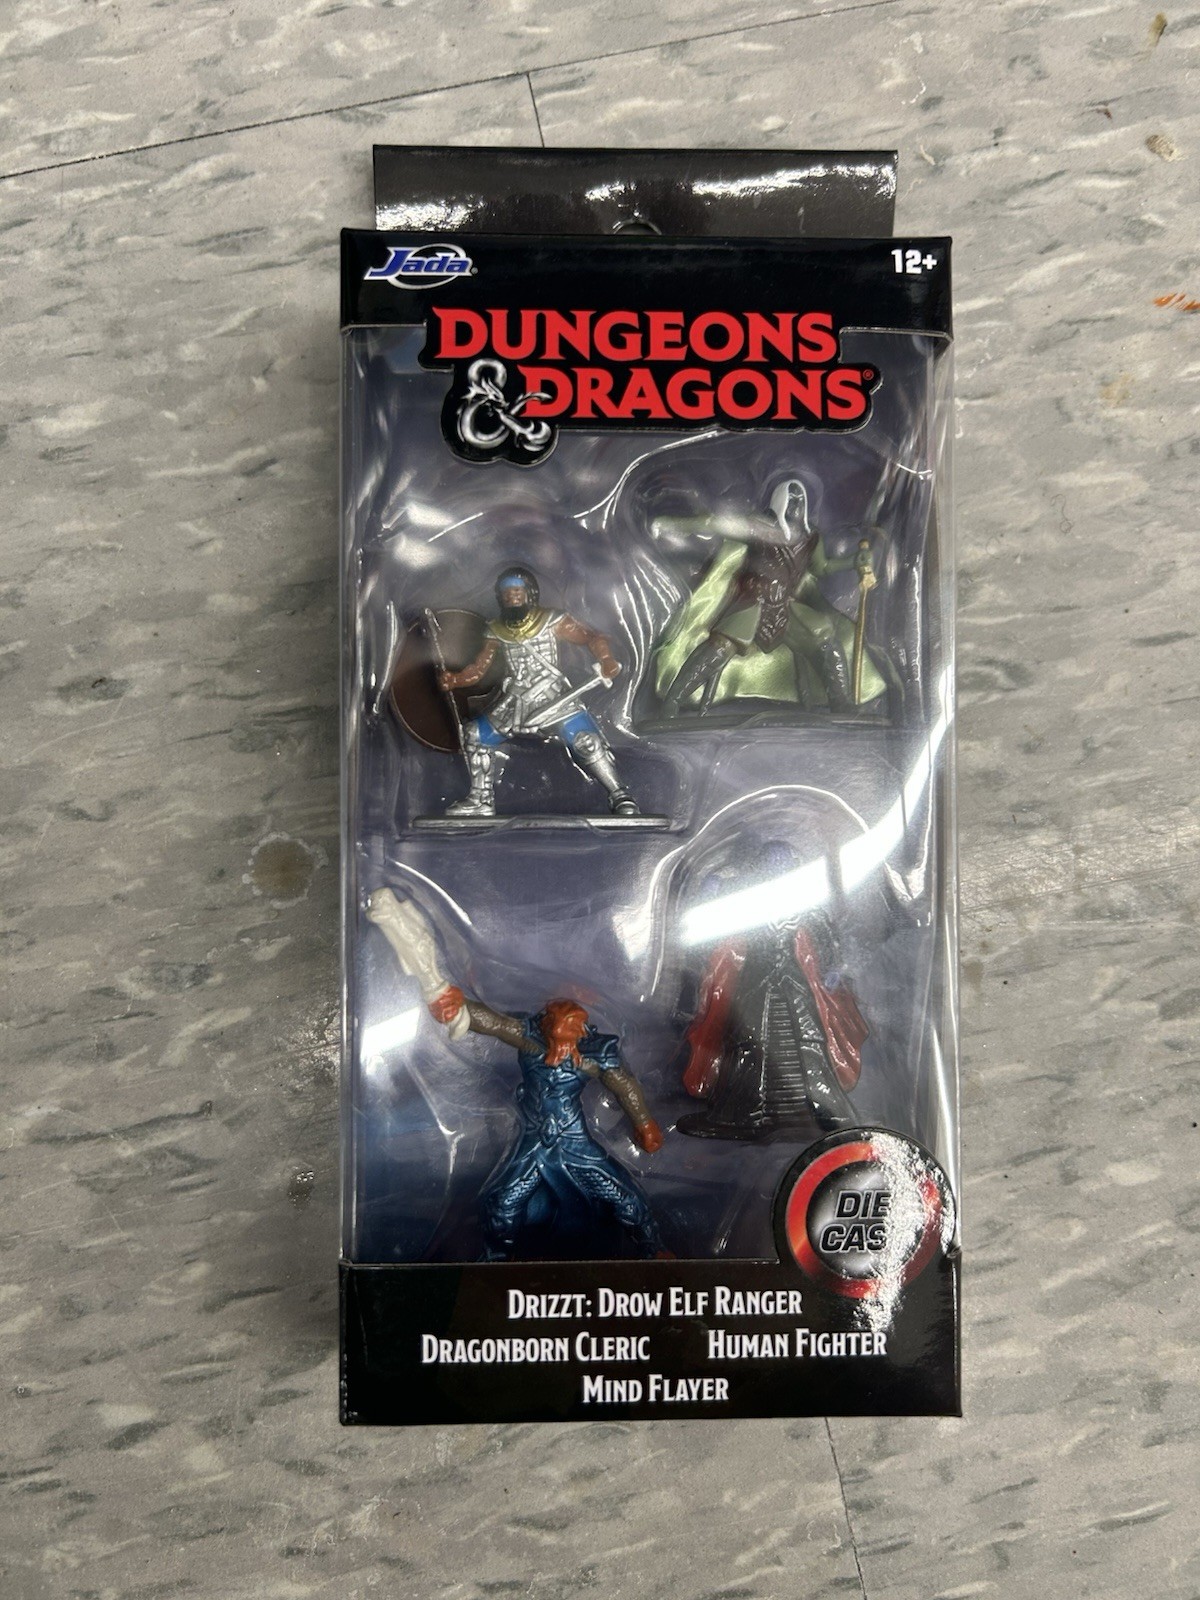 Jada
12+
DUNGEONS
& DRAGONS®
DIE
CAS
DRIZZT: DROW ELF RANGER
DRAGONBORN CLERIC HUMAN FIGHTER
MIND FLAYER